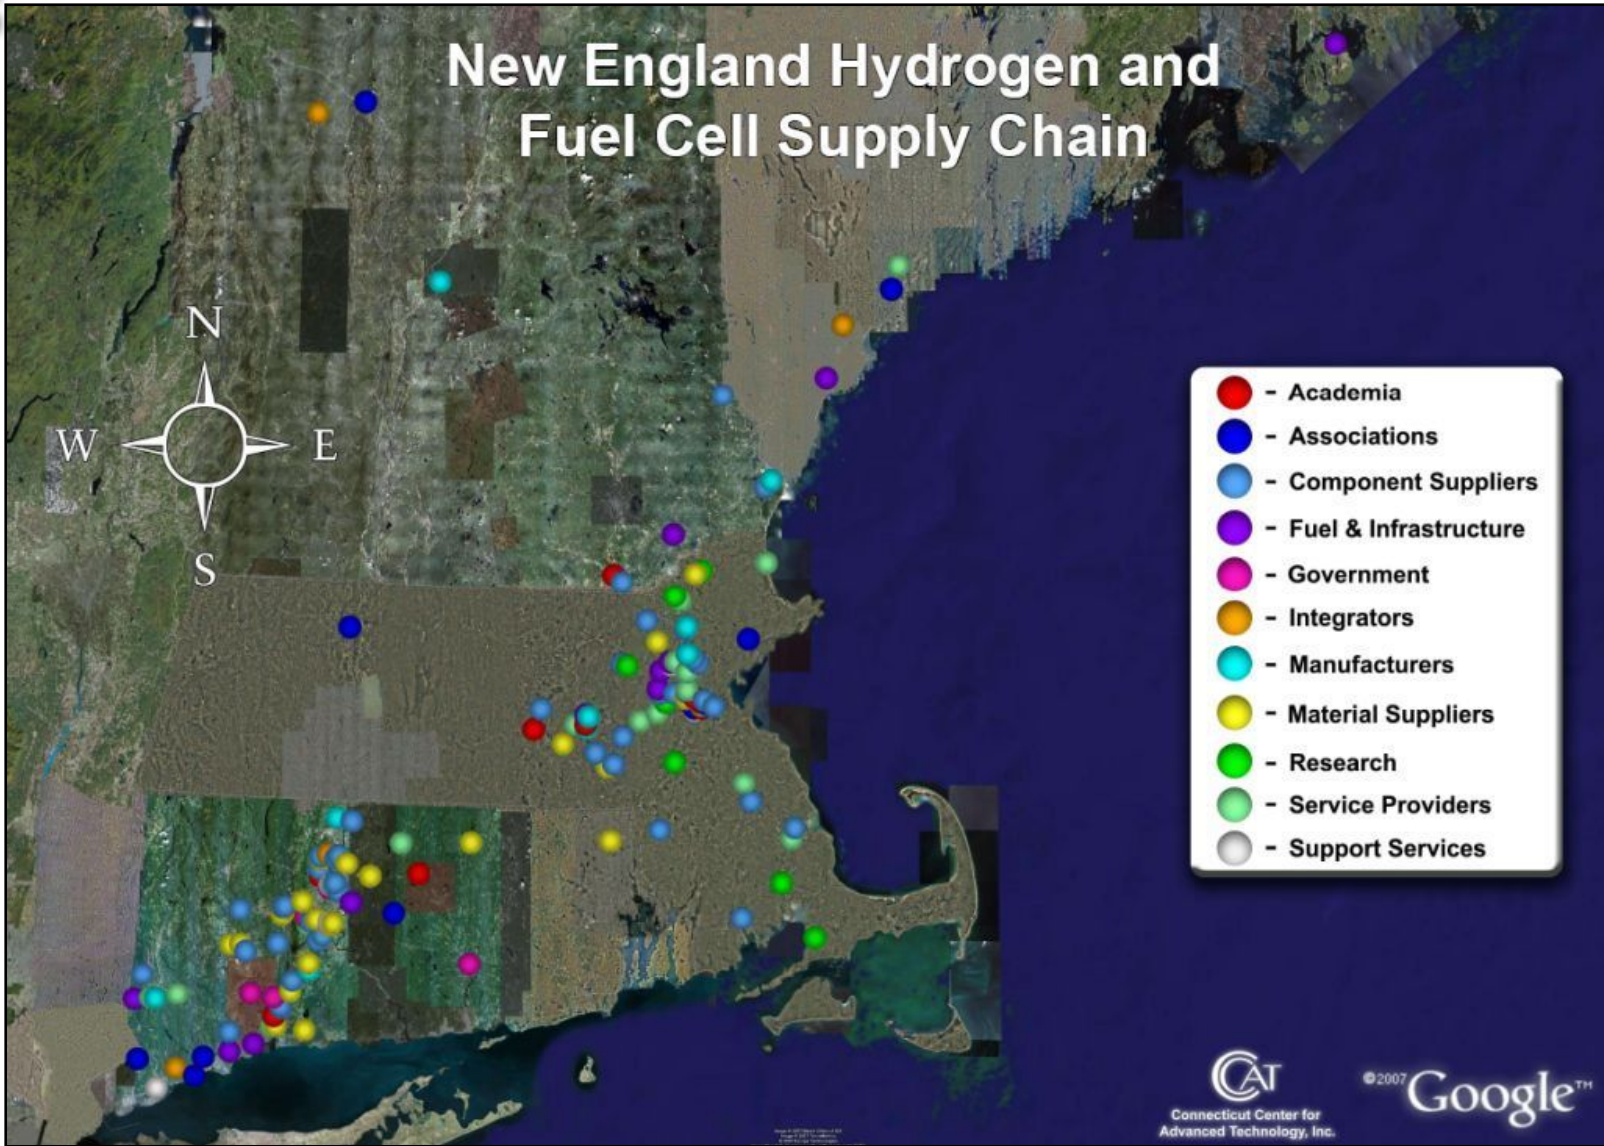 New England Hydrogen and
Fuel Cell Supply Chain
N
W
E
S
- Academia
- Associations
- Component Suppliers
- Fuel & Infrastructure
- Government
- Integrators
- Manufacturers
- Material Suppliers
- Research
- Service Providers
- Support Services
CCAT
Connecticut Center for
Advanced Technology, Inc.
©2007 Google™